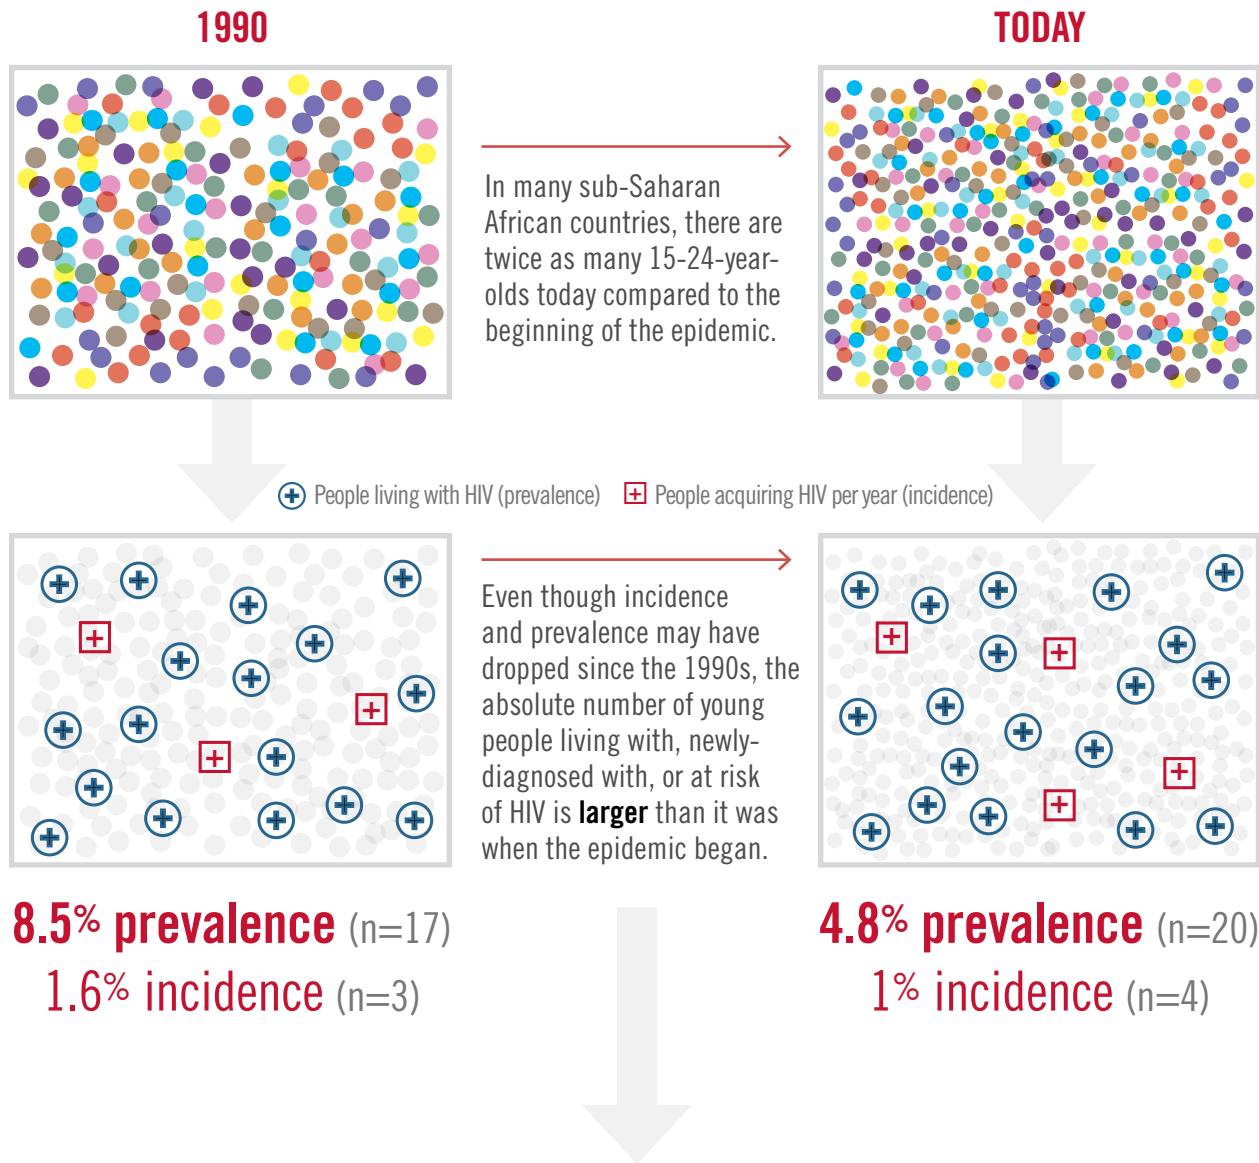 1990
TODAY
In many sub-Saharan
African countries, there are
twice as many 15-24-year-
olds today compared to the
beginning of the epidemic.
People living with HIV (prevalence)
People acquiring HIV per year (incidence)
Even though incidence
and prevalence may have
dropped since the 1990s, the
absolute number of young
people living with, newly-
diagnosed with, or at risk
of HIV is larger than it was
when the epidemic began.
8.5% prevalence (n=17)
1.6% incidence (n=3)
4.8% prevalence (n=20)
1% incidence (n=4)